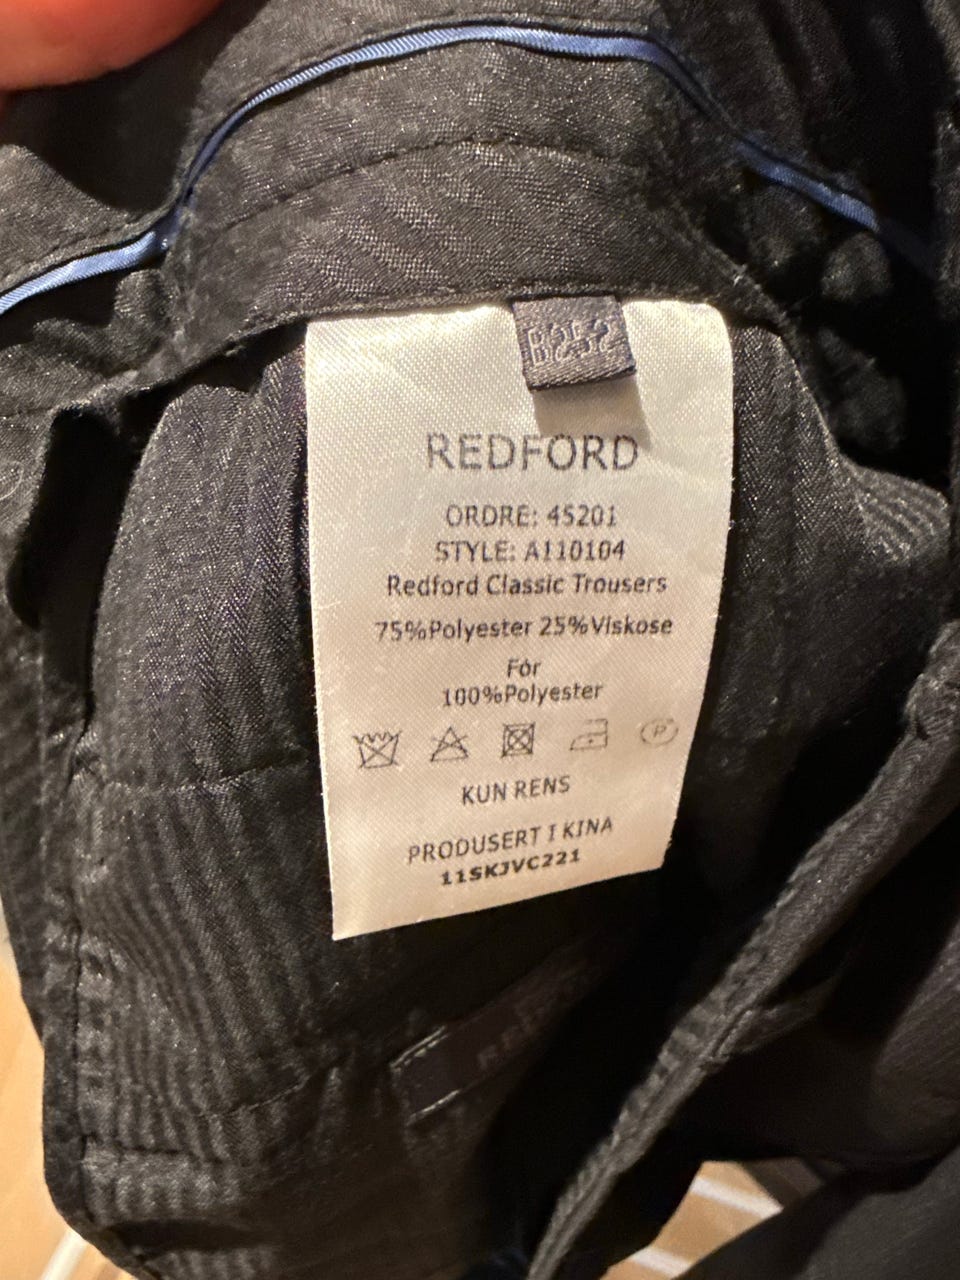 REDFORD
ORDRE: 45201
STYLE: A110104
Redford Classic Trousers
75%Polyester 25%Viskose
Fór
100%Polyester
P
KUN RENS
PRODUSERT I KINA
11SKJVC221